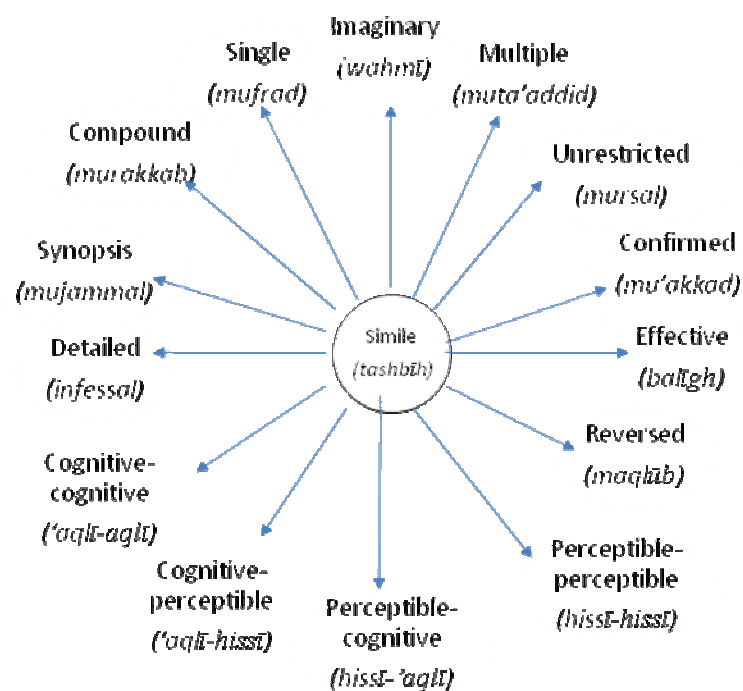 Imaginary
(wahmī)
Single
(mufrad)
Multiple
(muta'addid)
Compound
(murakkab)
Unrestricted
(mursal)
Synopsis
(mujammal)
Confirmed
(mu'akkad)
Simile
(tashbīh)
Detailed
(infessal)
Effective
(balīgh)
Reversed
(maqlūb)
Cognitive-
cognitive
('aqlī-aqlī)
Cognitive-
perceptible
('aqlī-hissī)
Perceptible-
cognitive
(hissī-'aqlī)
Perceptible-
perceptible
(hissī-hissī)